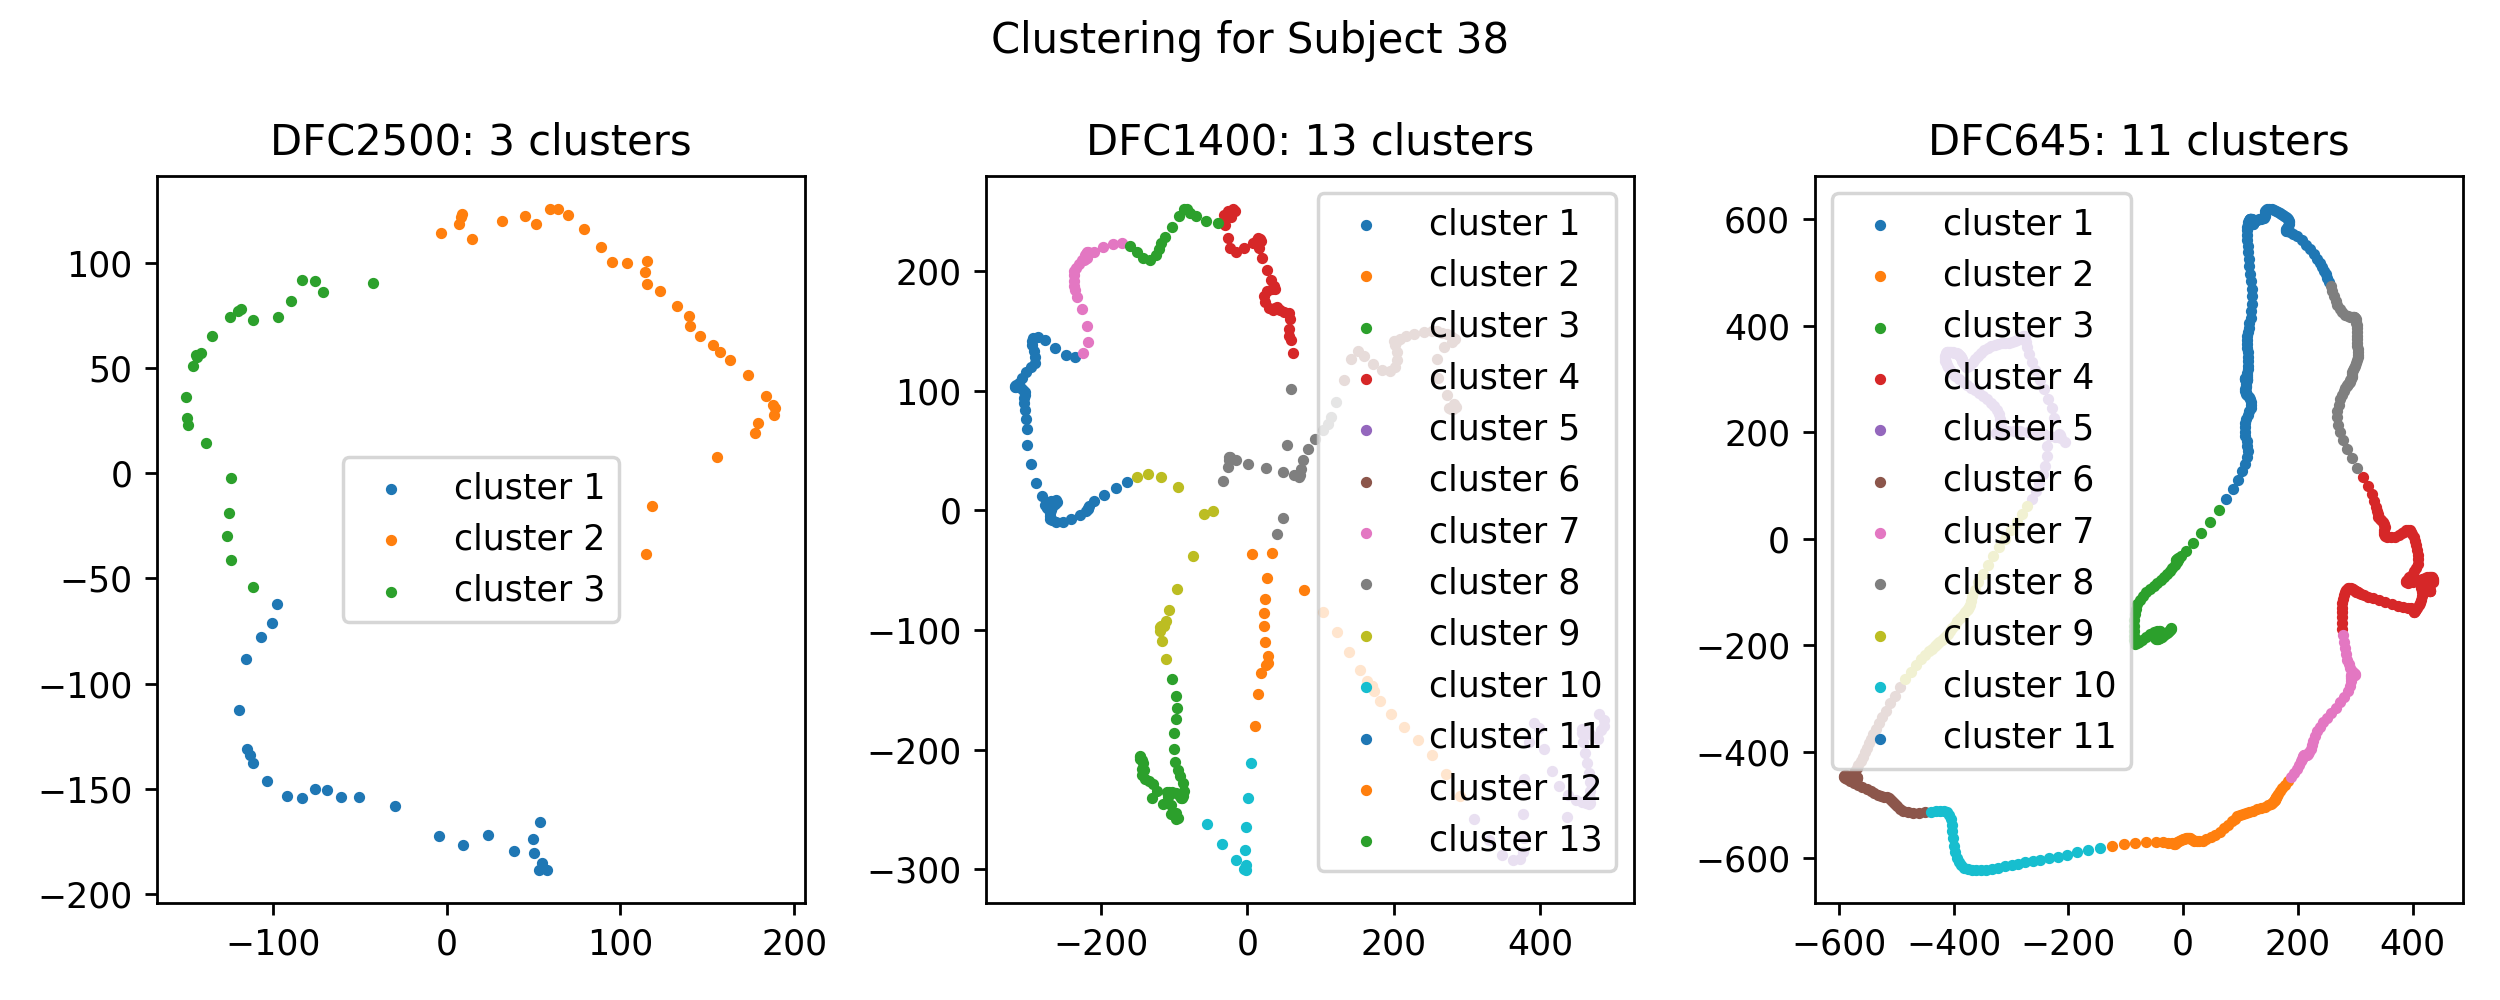 Clustering for Subject 38
DFC2500: 3 clusters
100
50
0
−50
−100
−150
−200
−100
0
100
200
cluster 1
cluster 2
cluster 3
DFC1400: 13 clusters
200
100
0
−100
−200
−300
−200
0
200
400
cluster 1
cluster 2
cluster 3
cluster 4
cluster 5
cluster 6
cluster 7
cluster 8
cluster 9
cluster 10
cluster 11
cluster 12
cluster 13
DFC645: 11 clusters
600
400
200
0
−200
−400
−600
−600
−400
−200
0
200
400
cluster 1
cluster 2
cluster 3
cluster 4
cluster 5
cluster 6
cluster 7
cluster 8
cluster 9
cluster 10
cluster 11